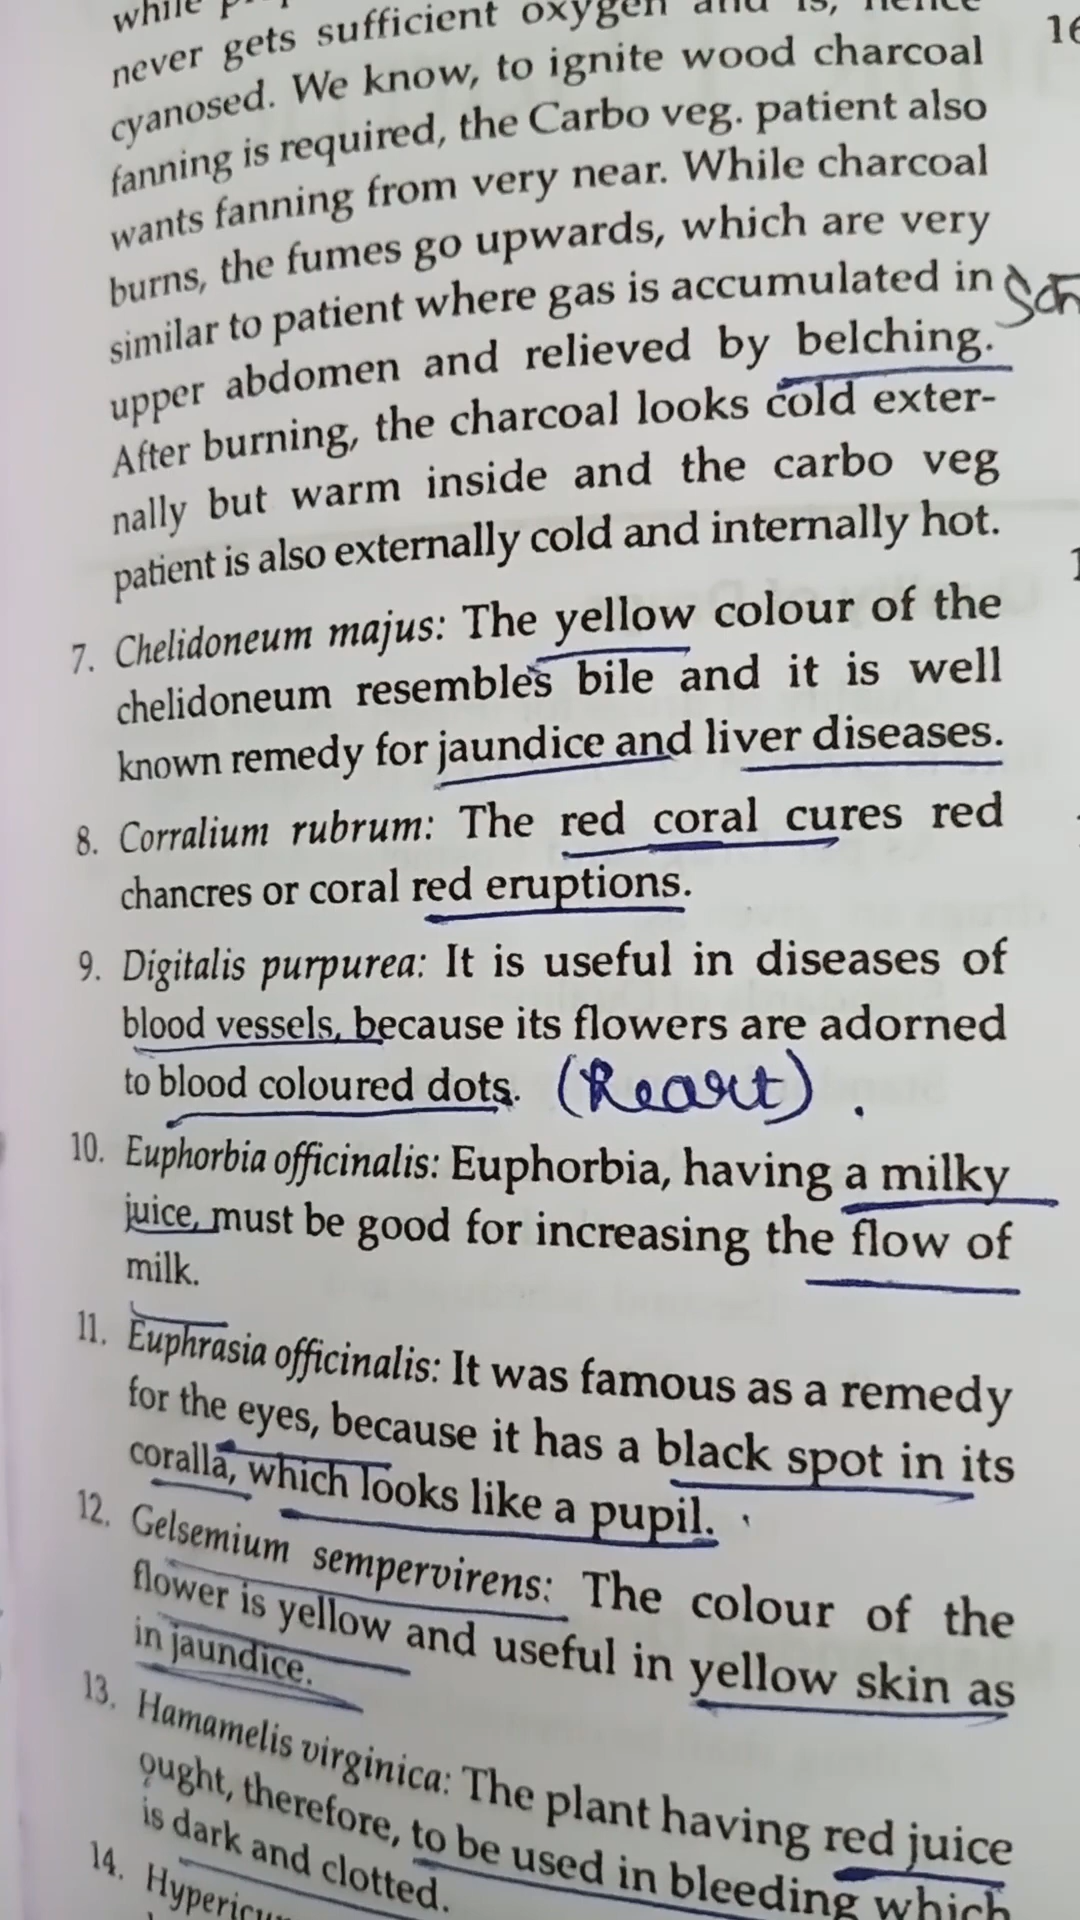 while
never gets sufficient oxygen and is, hence
cyanosed. We know, to ignite wood charcoal
fanning is required, the Carbo veg. patient also
wants fanning from very near. While charcoal
burns, the fumes go upwards, which are very
similar to patient where gas is accumulated in
upper abdomen and relieved by belching.
After burning, the charcoal looks cold exter-
nally but warm inside and the carbo veg
patient is also externally cold and internally hot.
7. Chelidoneum majus: The yellow colour of the
chelidoneum resembles bile and it is well
known remedy for jaundice and liver diseases.
8. Corralium rubrum: The red coral cures red
chancres or coral red eruptions.
9. Digitalis purpurea: It is useful in diseases of
blood vessels, because its flowers are adorned
to blood coloured dots. (Heart).
10. Euphorbia officinalis: Euphorbia, having a milky
juice, must be good for increasing the flow of
milk.
11. Euphrasia officinalis: It was famous as a remedy
for the eyes, because it has a black spot in its
coralla, which looks like a pupil.
12. Gelsemium sempervirens: The colour of the
flower is yellow and useful in yellow skin as
in jaundice.
13. Hamamelis virginica: The plant having red juice
ought, therefore, to be used in bleeding which
is dark and clotted.
14.
16